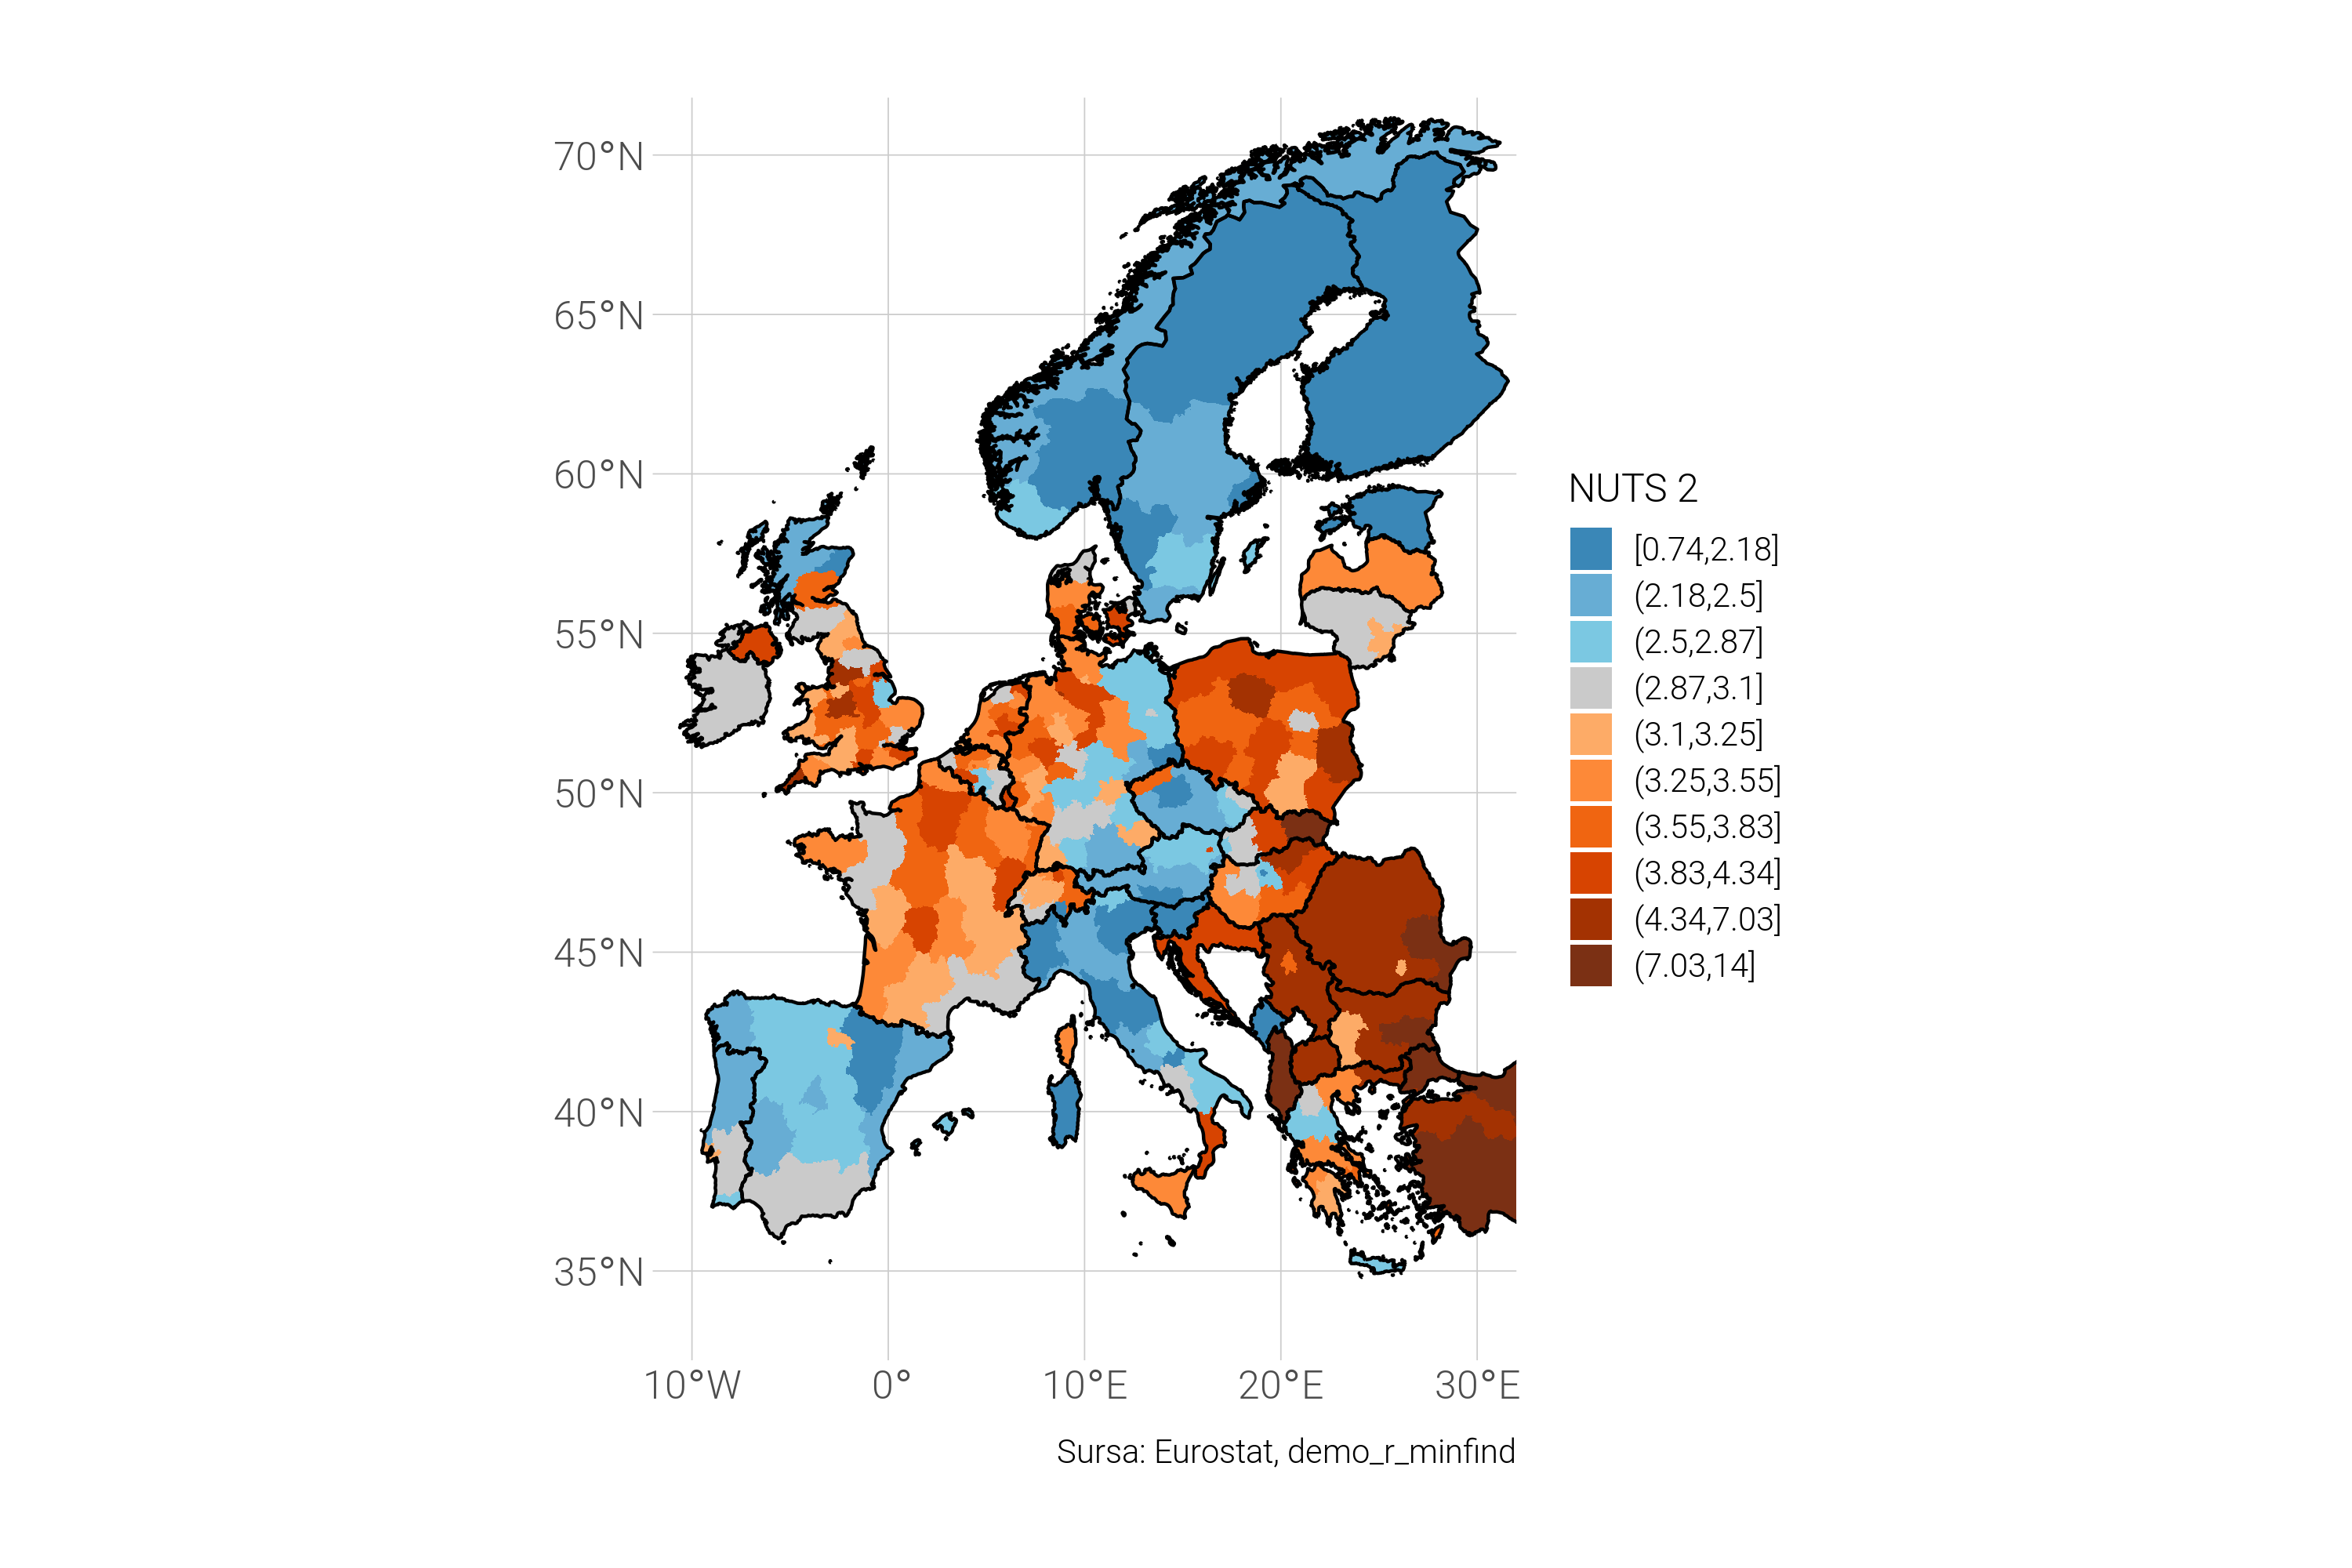 70°N
65°N
60°N
55°N
50°N
45°N
40°N
35°N
10°W 0° 10°E 20°E 30°E
NUTS 2
[0.74,2.18]
(2.18,2.5]
(2.5,2.87]
(2.87,3.1]
(3.1,3.25]
(3.25,3.55]
(3.55,3.83]
(3.83,4.34]
(4.34,7.03]
(7.03,14]
Sursa: Eurostat, demo_r_minfind